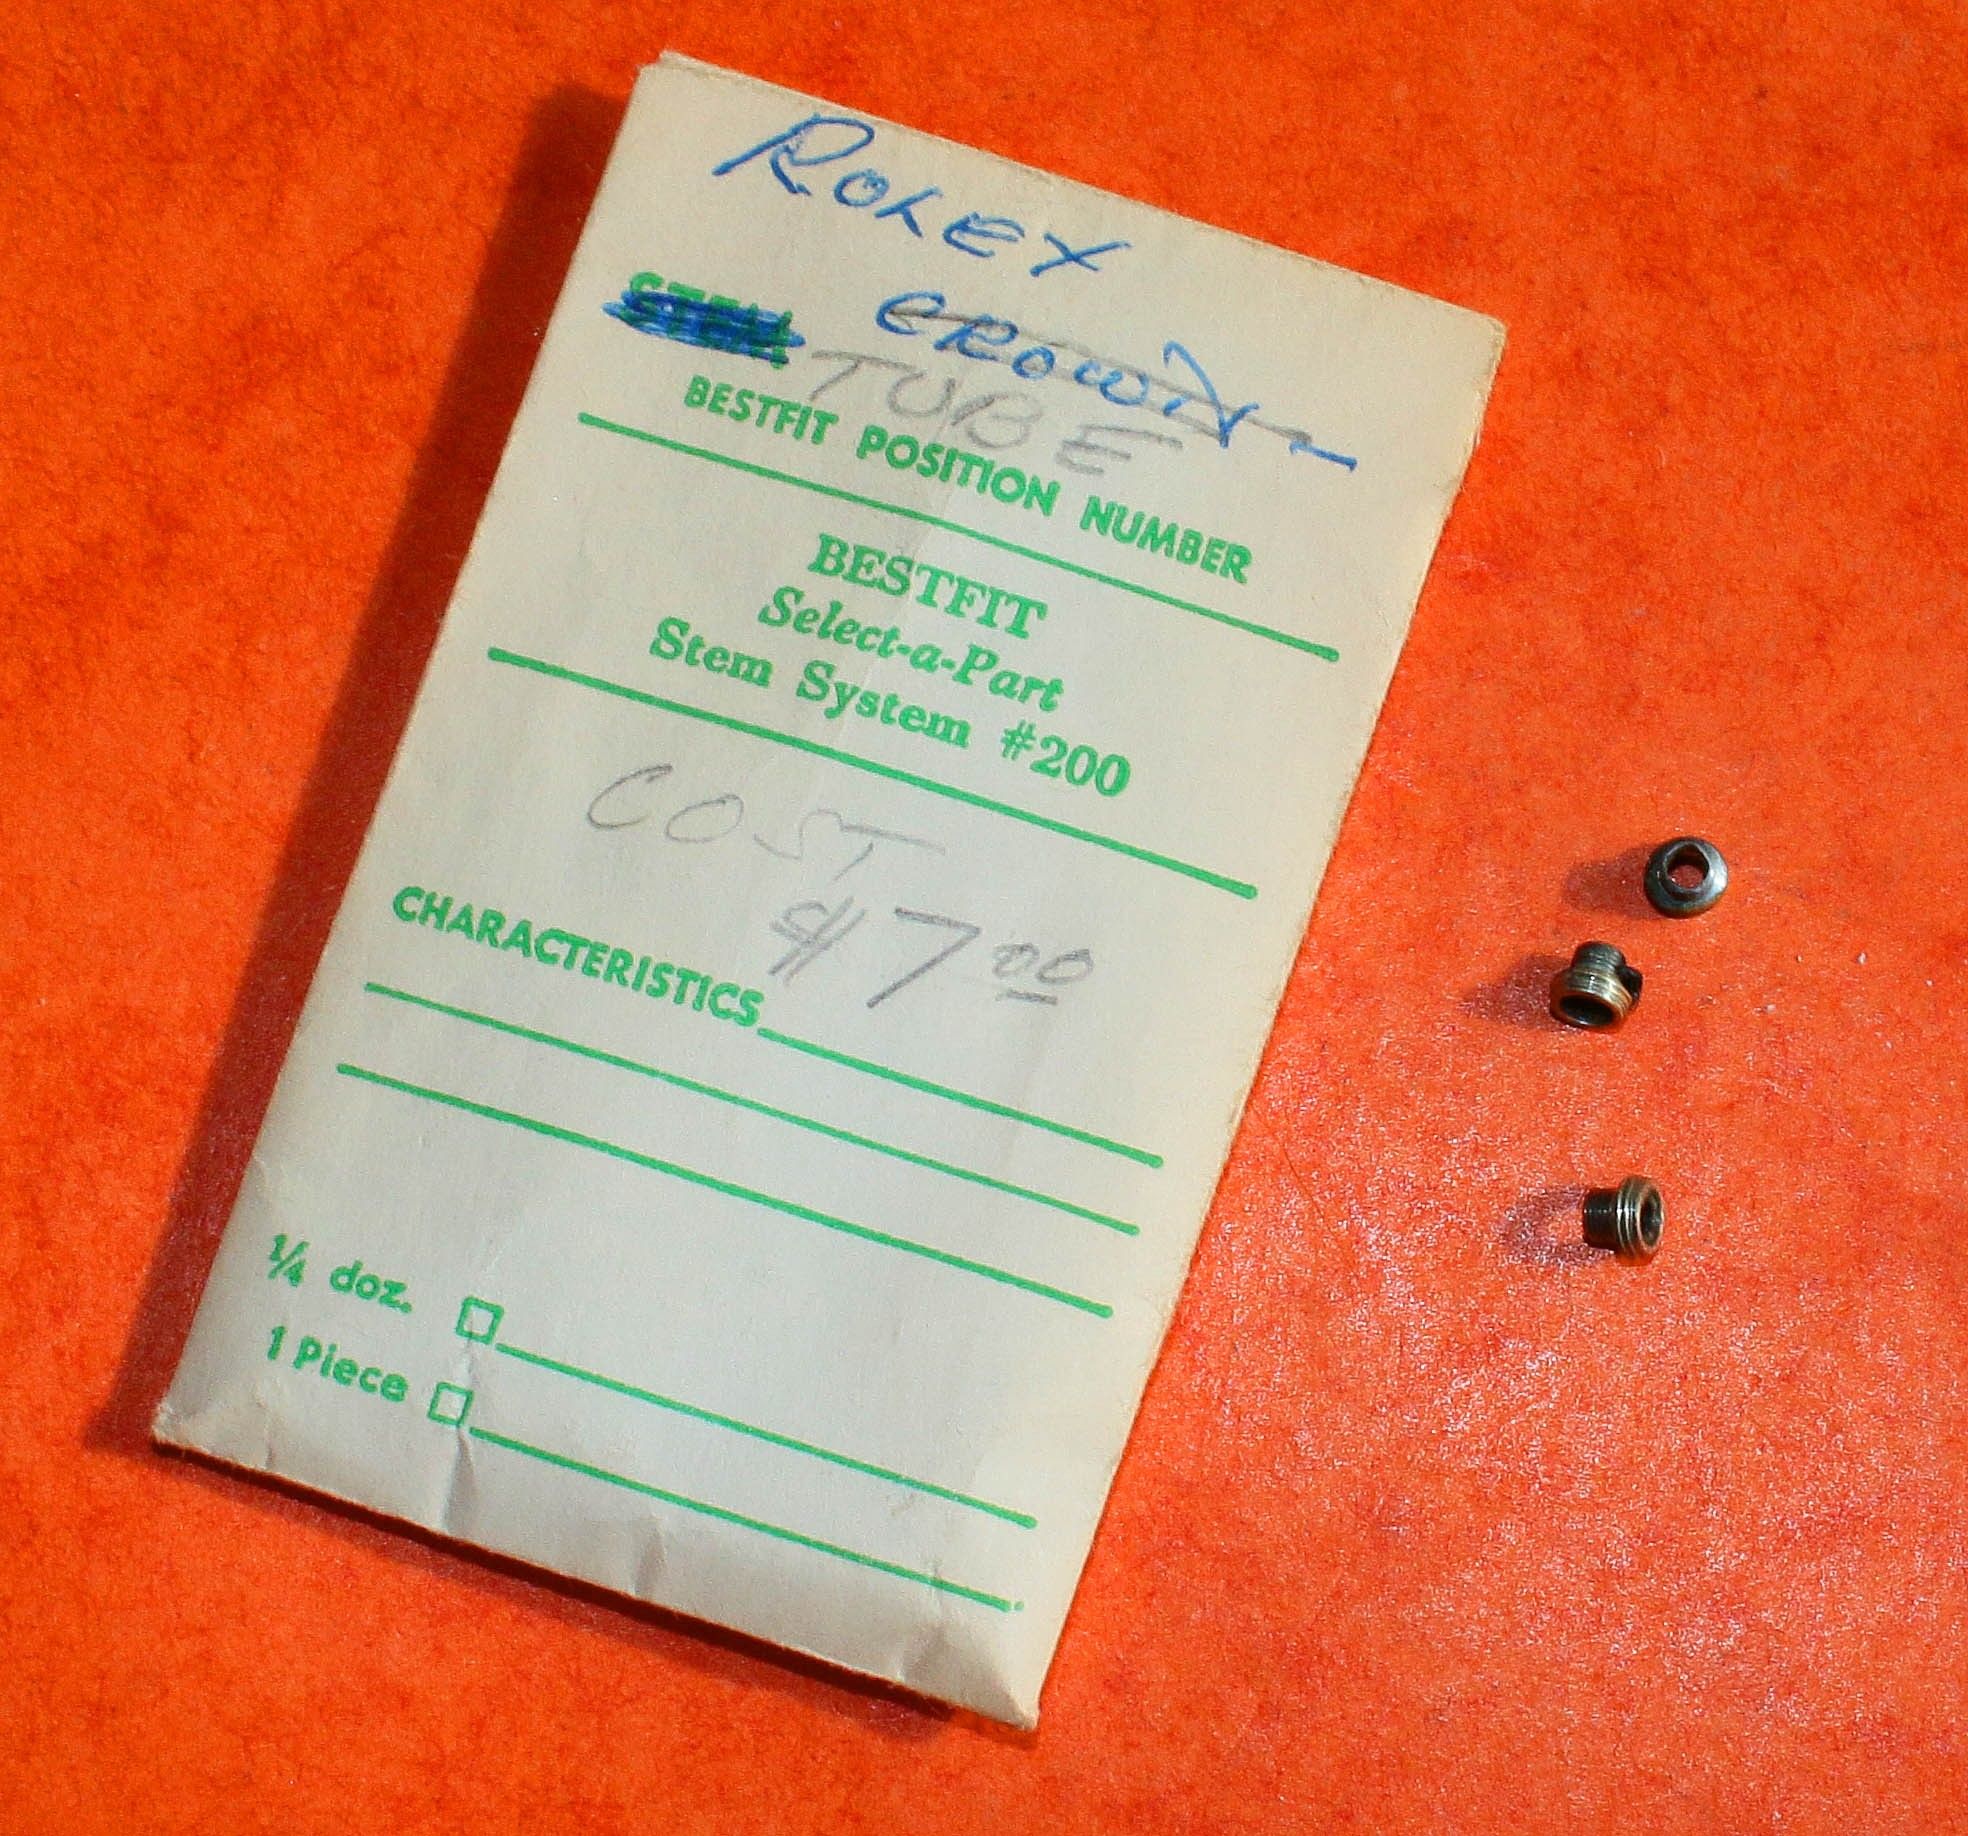 ROLEX
STEM CROWN
TUBE
BESTFIT POSITION NUMBER
BESTFIT
Select-a-Part
Stem System #200
COST
$7 00
CHARACTERISTICS
1/4 doz.
1 Piece